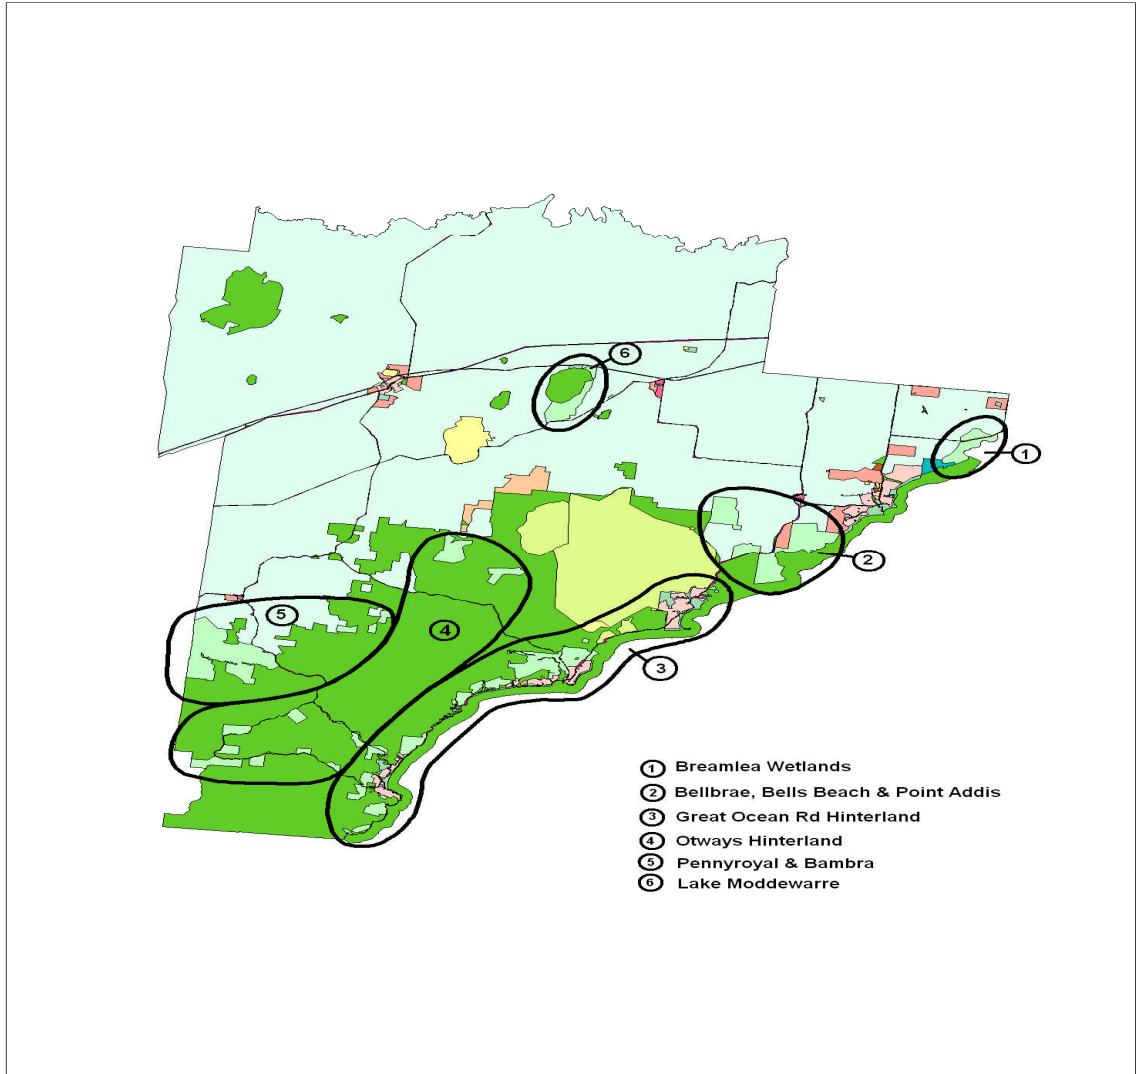 6
1
2
5
4
3
1 Breamlea Wetlands
2 Bellbrae, Bells Beach & Point Addis
3 Great Ocean Rd Hinterland
4 Otways Hinterland
5 Pennyroyal & Bambra
6 Lake Moddewarre